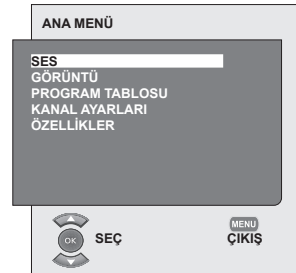 ANA MENÜ
SES
GÖRÜNTÜ
PROGRAM TABLOSU
KANAL AYARLARI
ÖZELLİKLER
OK
SEÇ
MENU
ÇIKIŞ